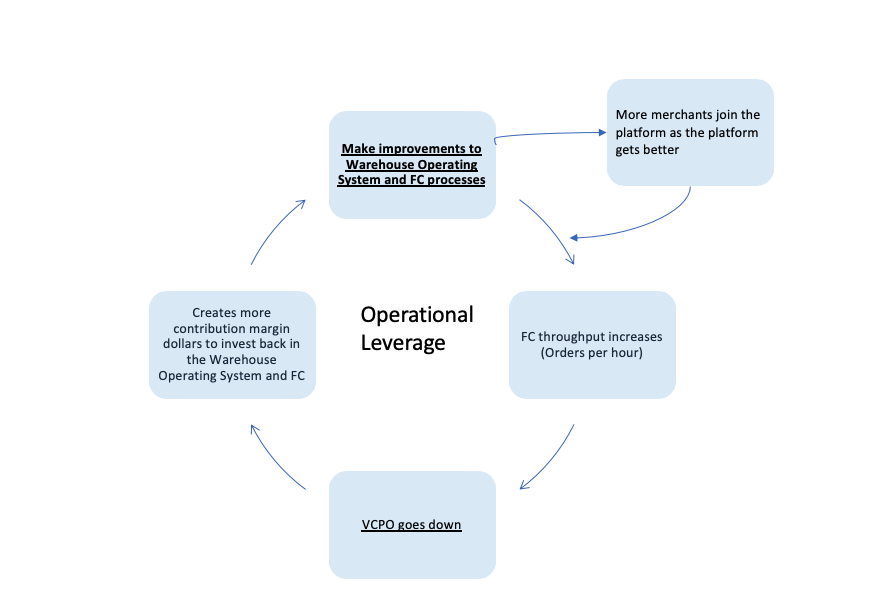 More merchants join the
platform as the platform
gets better
Make improvements to
Warehouse Operating
System and FC processes
Operational
Leverage
FC throughput increases
(Orders per hour)
VCPO goes down
Creates more
contribution margin
dollars to invest back in
the Warehouse
Operating System and FC